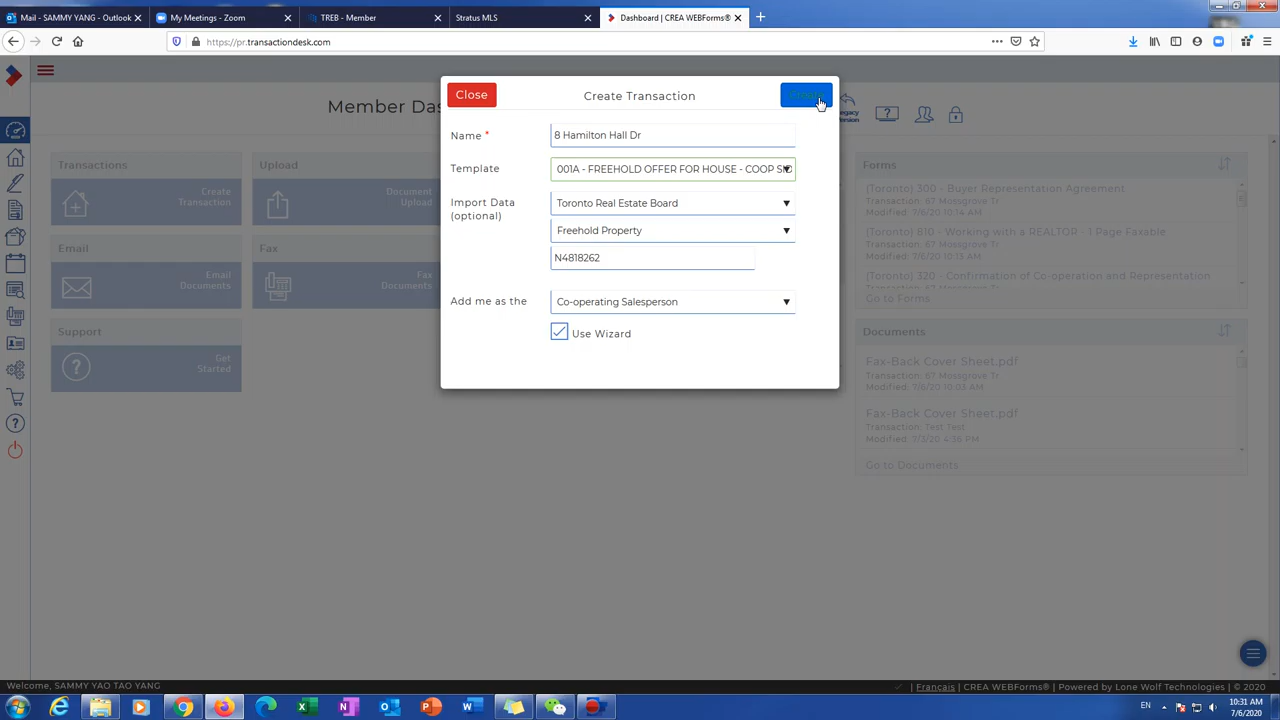 Mail - SAMMY YANG - Outlook
My Meetings - Zoom
TREB - Member
Stratus MLS
Dashboard | CREA WEBForms®
https://pr.transactiondesk.com
Member Das
Close
Create Transaction
Create
Version
Name *
8 Hamilton Hall Dr
Template
001A - FREEHOLD OFFER FOR HOUSE - COOP
Import Data
(optional)
Toronto Real Estate Board
Freehold Property
N4818262
Add me as the
Co-operating Salesperson
Use Wizard
Transactions
Create
Transaction
Upload
Document
Upload
Email
Email
Documents
Fax
Fax
Documents
Support
Get
Started
Forms
(Toronto) 300 - Buyer Representation Agreement
Transaction: 67 Mossgrove Tr
Modified: 7/6/20 10:14 AM
(Toronto) 810 - Working with a REALTOR - 1 Page Faxable
Transaction: 67 Mossgrove Tr
Modified: 7/6/20 10:13 AM
(Toronto) 320 - Confirmation of Co-operation and Representation
Go to Forms
Documents
Fax-Back Cover Sheet.pdf
Transaction: 67 Mossgrove Tr
Modified: 7/6/20 10:03 AM
Fax-Back Cover Sheet.pdf
Transaction: Test Test
Modified: 7/3/20 4:36 PM
Go to Documents
Welcome, SAMMY YAO TAO YANG
| Français | CREA WEBForms® | Powered by Lone Wolf Technologies | © 2020
EN
10:31 AM
7/6/2020